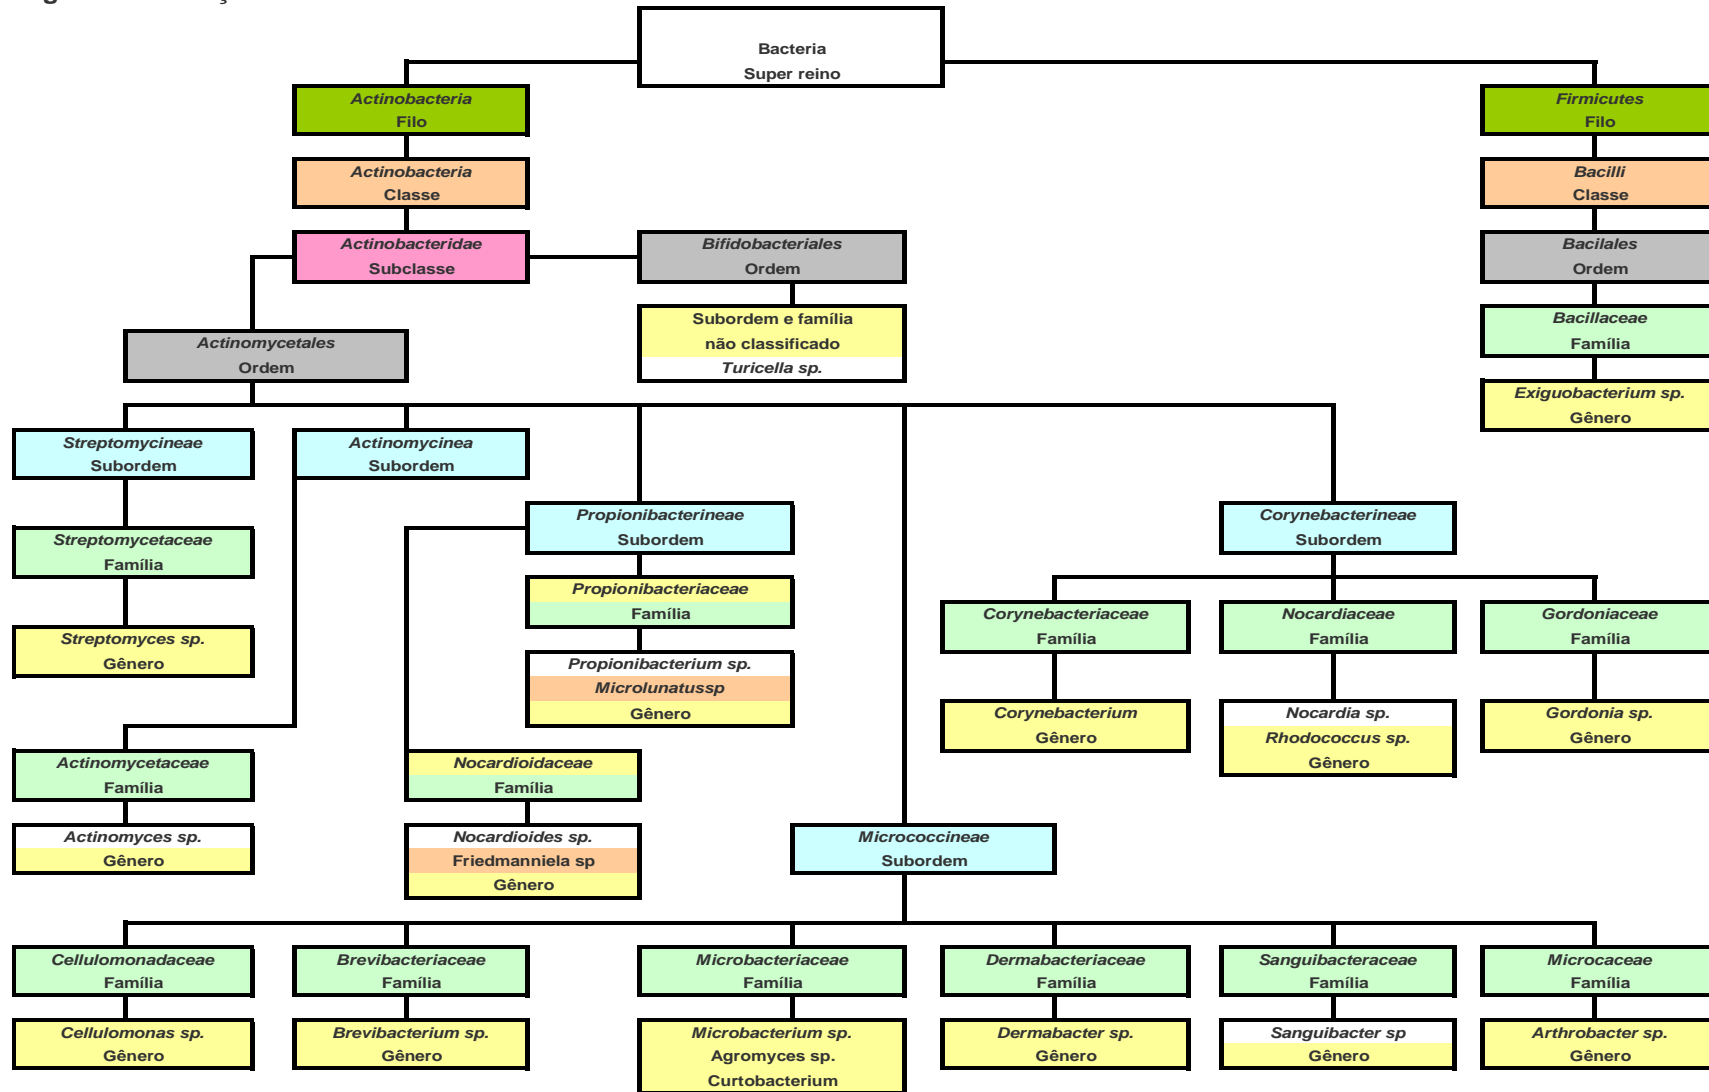 Bacteria
Super reino
Actinobacteria
Filo
Firmicutes
Filo
Actinobacteria
Classe
Bacilli
Classe
Actinobacteridae
Subclasse
Bifidobacteriales
Ordem
Bacilales
Ordem
Subordem e família
não classificado
Turicella sp.
Bacillaceae
Família
Actinomycetales
Ordem
Exiguobacterium sp.
Gênero
Streptomycineae
Subordem
Actinomycinea
Subordem
Propionibacterineae
Subordem
Corynebacterineae
Subordem
Streptomycetaceae
Família
Propionibacteriaceae
Família
Corynebacteriaceae
Família
Nocardiaceae
Família
Gordoniaceae
Família
Streptomyces sp.
Gênero
Propionibacterium sp.
Microlunatussp
Gênero
Corynebacterium
Gênero
Nocardia sp.
Rhodococcus sp.
Gênero
Gordonia sp.
Gênero
Actinomycetaceae
Família
Nocardioidaceae
Família
Actinomyces sp.
Gênero
Nocardioides sp.
Friedmanniela sp
Gênero
Micrococcineae
Subordem
Cellulomonadaceae
Família
Brevibacteriaceae
Família
Microbacteriaceae
Família
Dermabacteriaceae
Família
Sanguibacteraceae
Família
Microcaceae
Família
Cellulomonas sp.
Gênero
Brevibacterium sp.
Gênero
Microbacterium sp.
Agromyces sp.
Curtobacterium
Dermabacter sp.
Gênero
Sanguibacter sp
Gênero
Arthrobacter sp.
Gênero